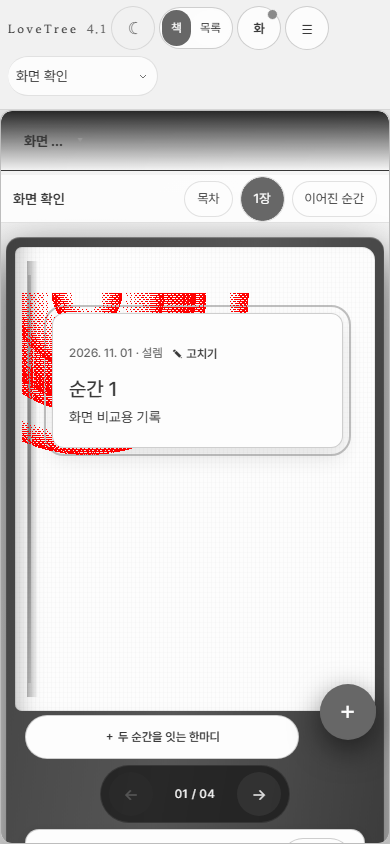 LoveTree 4.1 책 목록 화
화면 확인
화면 ...
화면 확인 목차 1장 이어진 순간
2026. 11. 01 · 설렘 고치기
순간 1
화면 비교용 기록
+
+ 두 순간을 잇는 한마디
← 01 / 04 →